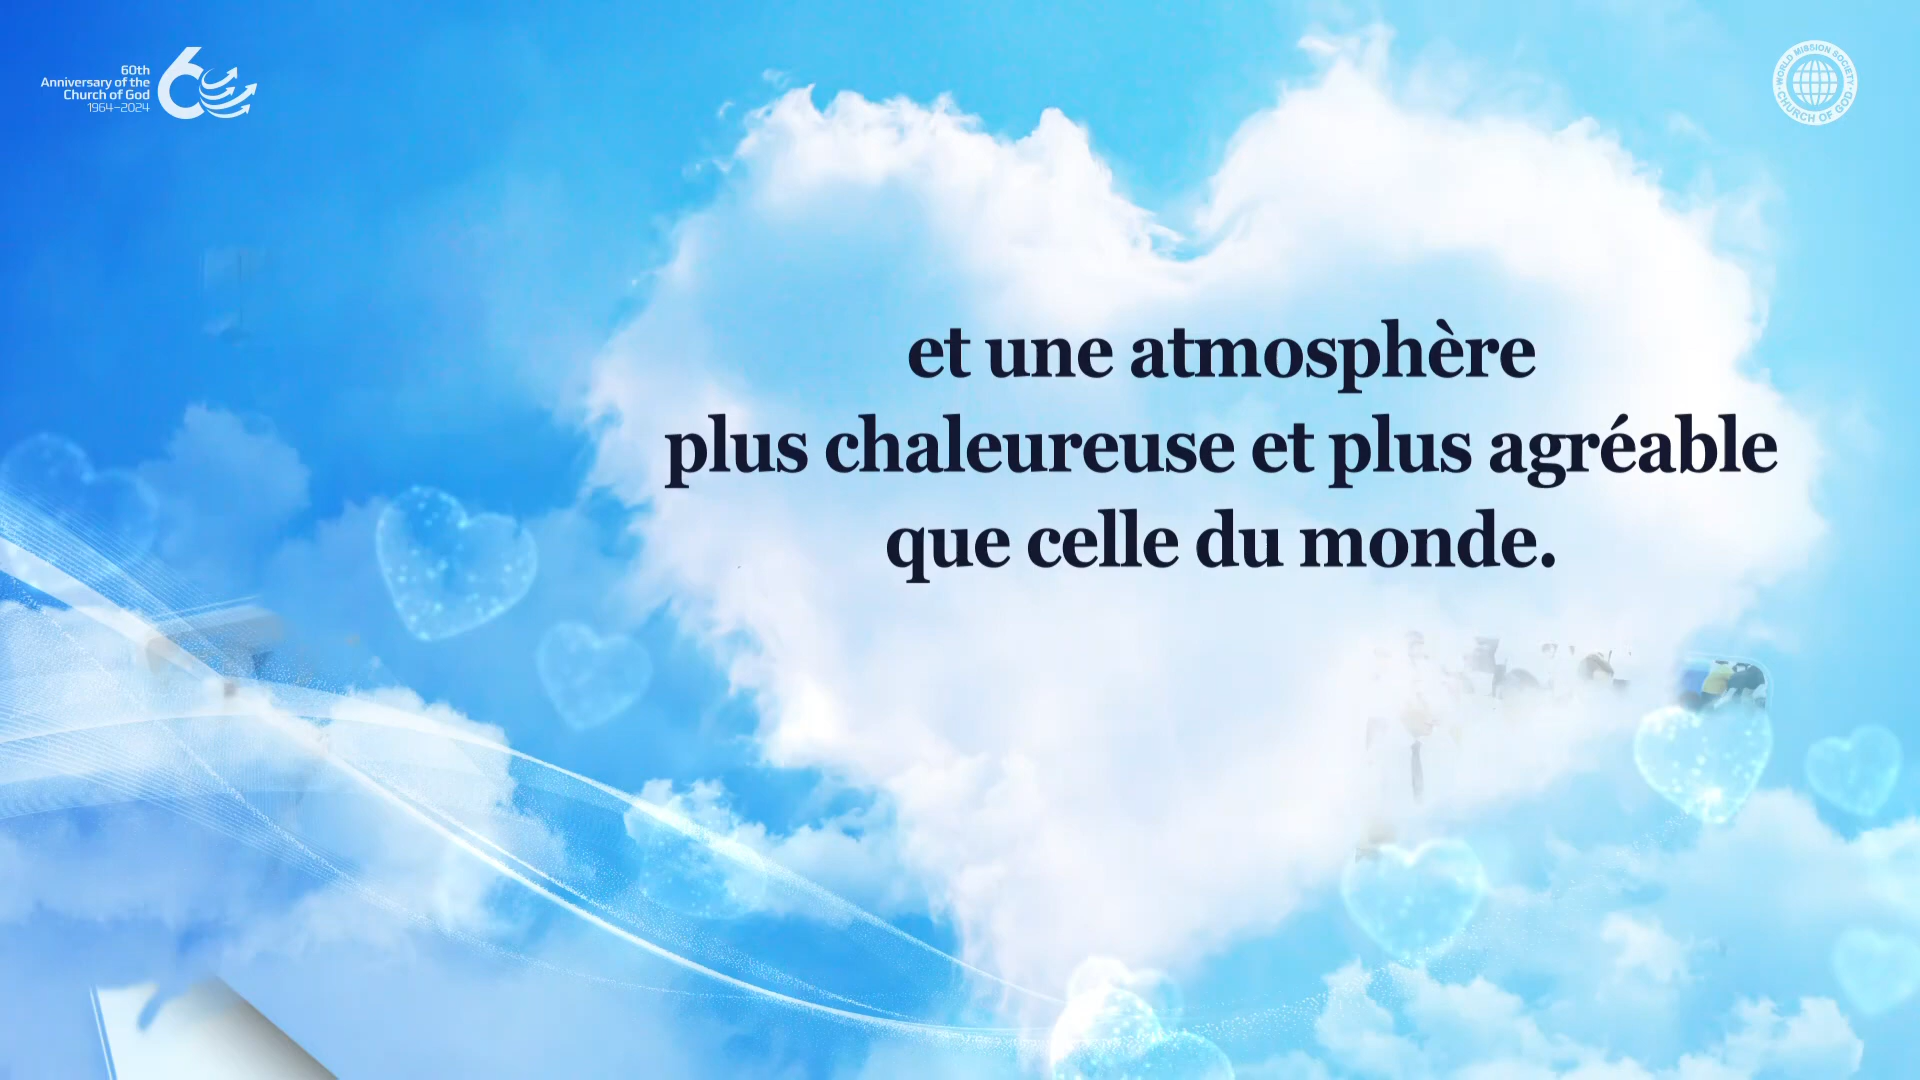 60th
Anniversary of the
Church of God
1964–2024
60
WORLD MISSION SOCIETY
CHURCH OF GOD
et une atmosphère
plus chaleureuse et plus agréable
que celle du monde.